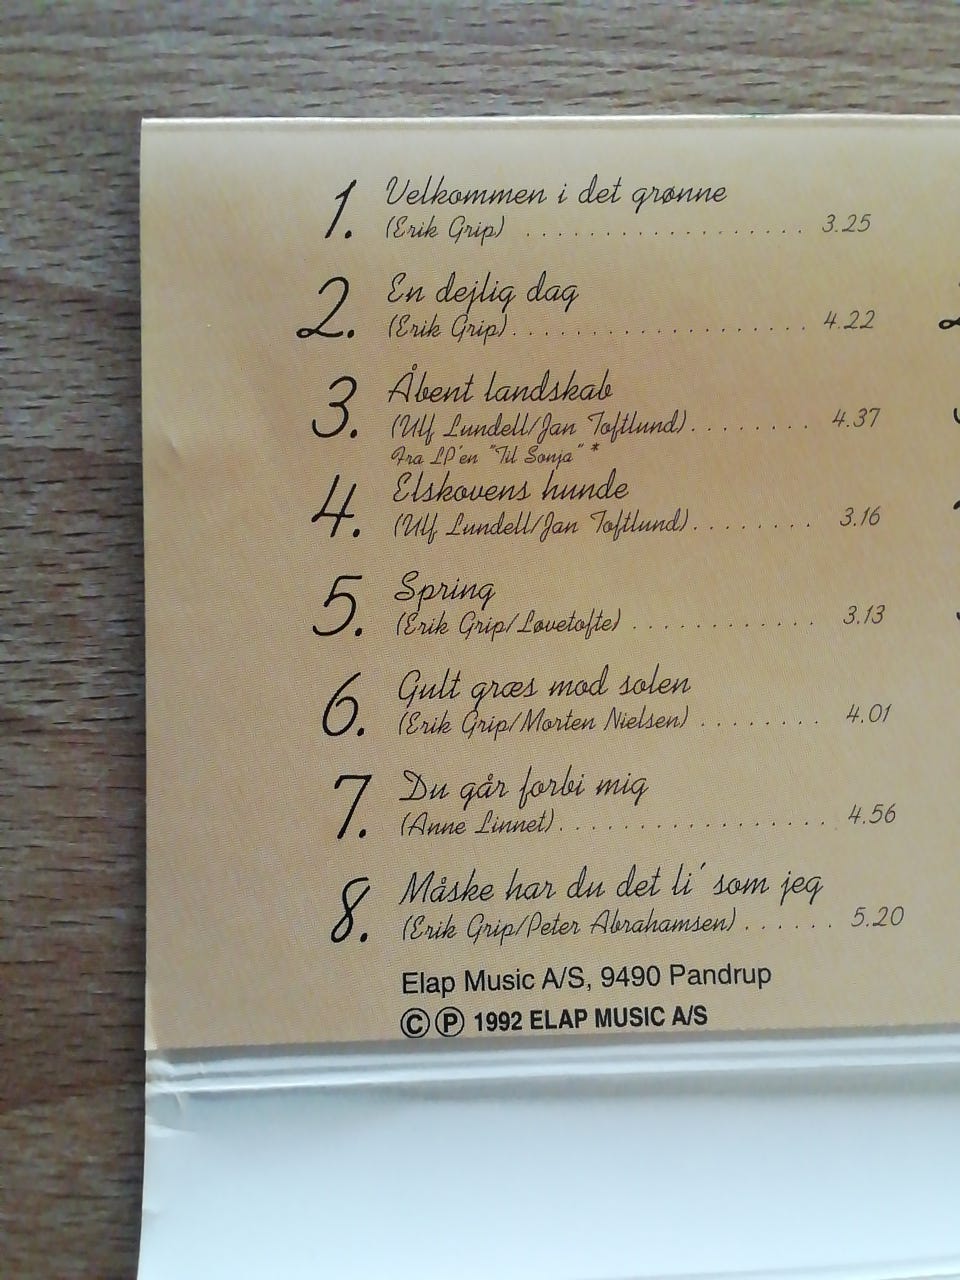 1. Velkommen i det grønne
(Erik Grip) .................. 3.25
2. En dejlig dag
(Erik Grip). ................... 4.22
3. Åbent landskab
(Ulf Lundell/Jan Toftlund). ....... 4.37
Fra LP'en "Til Sonja" *
4. Elskovens hunde
(Ulf Lundell/Jan Toftlund). ....... 3.16
5. Spring
(Erik Grip/Løvetofte) ............ 3.13
6. Gult græs mod solen
(Erik Grip/Morten Nielsen) ........ 4.01
7. Du går forbi mig
(Anne Linnet). ................. 4.56
8. Måske har du det li´ som jeg
(Erik Grip/Peter Abrahamsen) ...... 5.20
Elap Music A/S, 9490 Pandrup
© ℗ 1992 ELAP MUSIC A/S